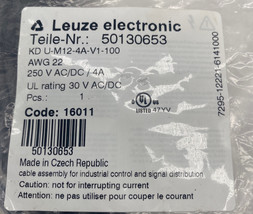 Leuze electronic
Teile-Nr.: 50130653
KD U-M12-4A-V1-100
AWG 22
250 V AC/DC / 4A
UL rating 30 V AC/DC
Pcs.: 1
Code: 16011
50130653
Made in Czech Republic
cable assembly for industrial control and signal distribution
Caution: not for interrupting current
Attention: ne pas utiliser pour couper le courant
7295-12221-6141000